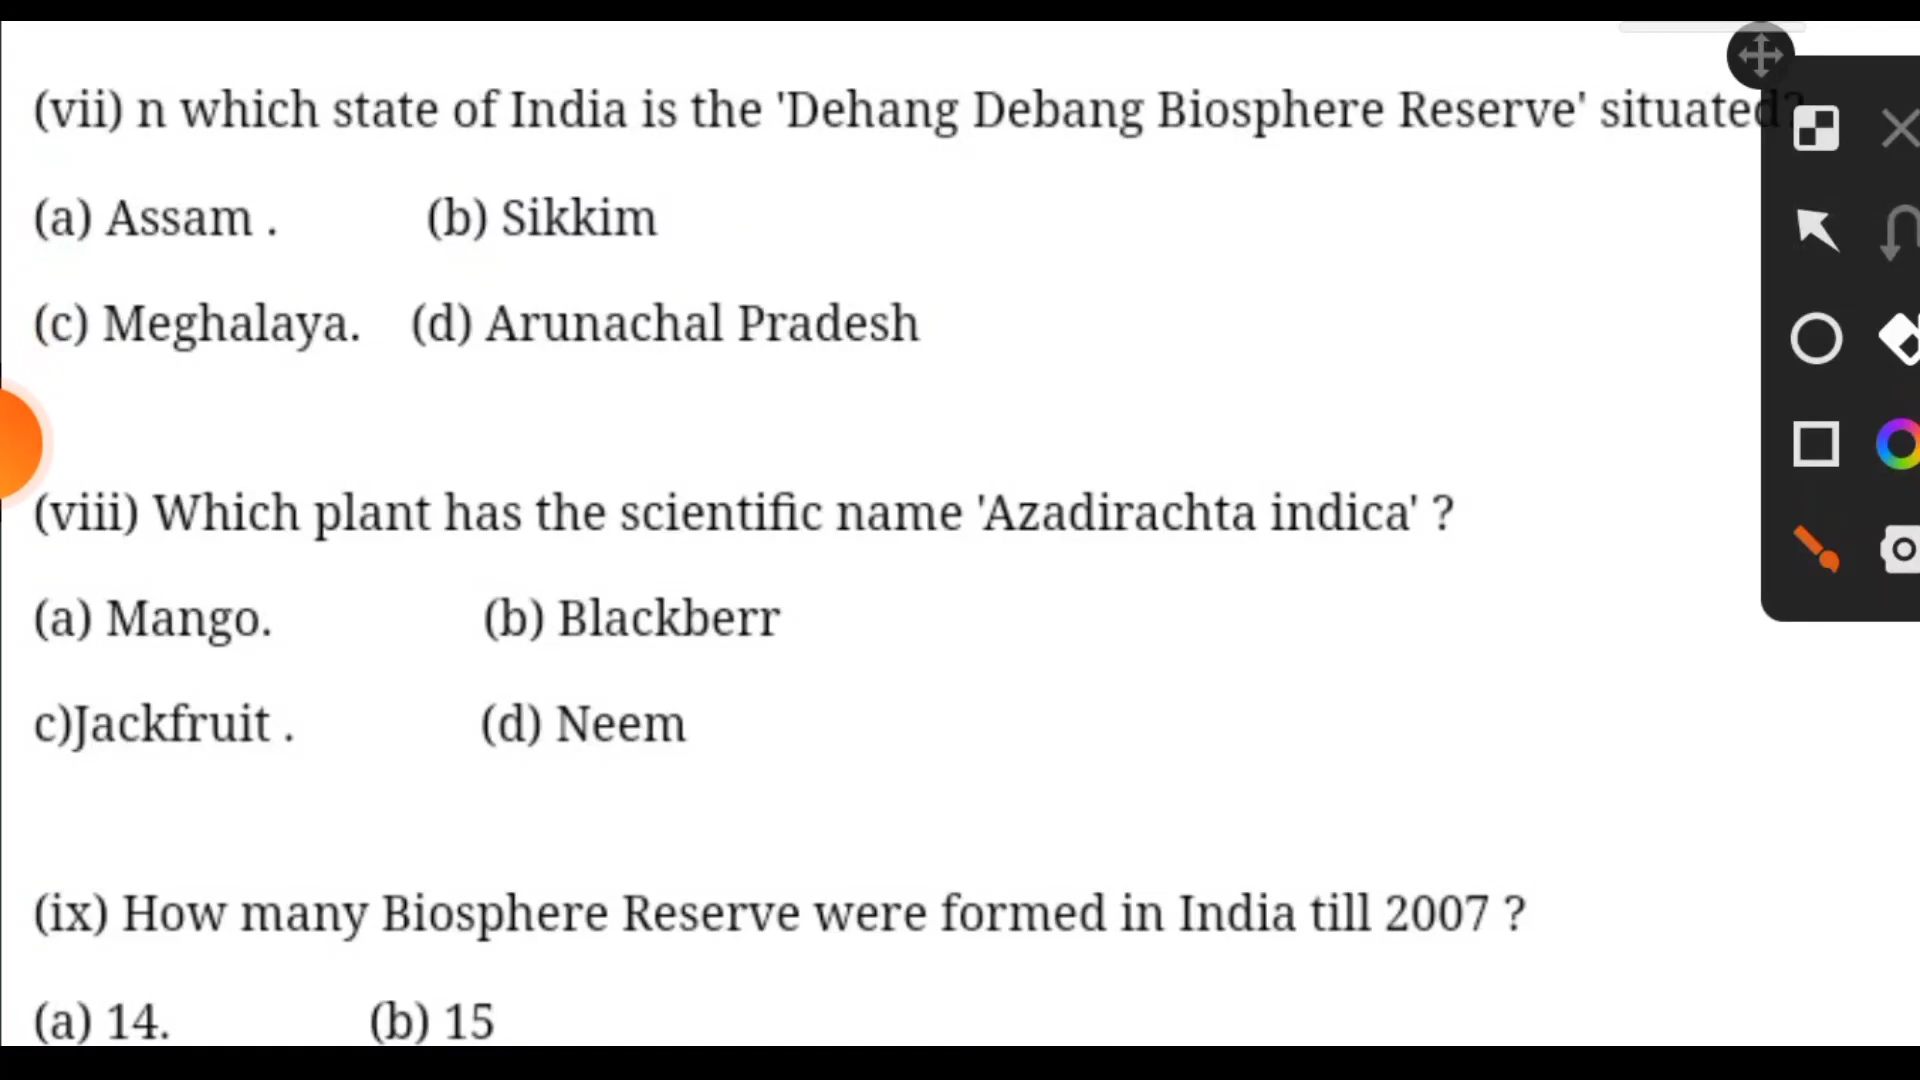 (vii) n which state of India is the 'Dehang Debang Biosphere Reserve' situated?
(a) Assam . (b) Sikkim
(c) Meghalaya. (d) Arunachal Pradesh
(viii) Which plant has the scientific name 'Azadirachta indica' ?
(a) Mango. (b) Blackberr
c)Jackfruit . (d) Neem
(ix) How many Biosphere Reserve were formed in India till 2007 ?
(a) 14. (b) 15